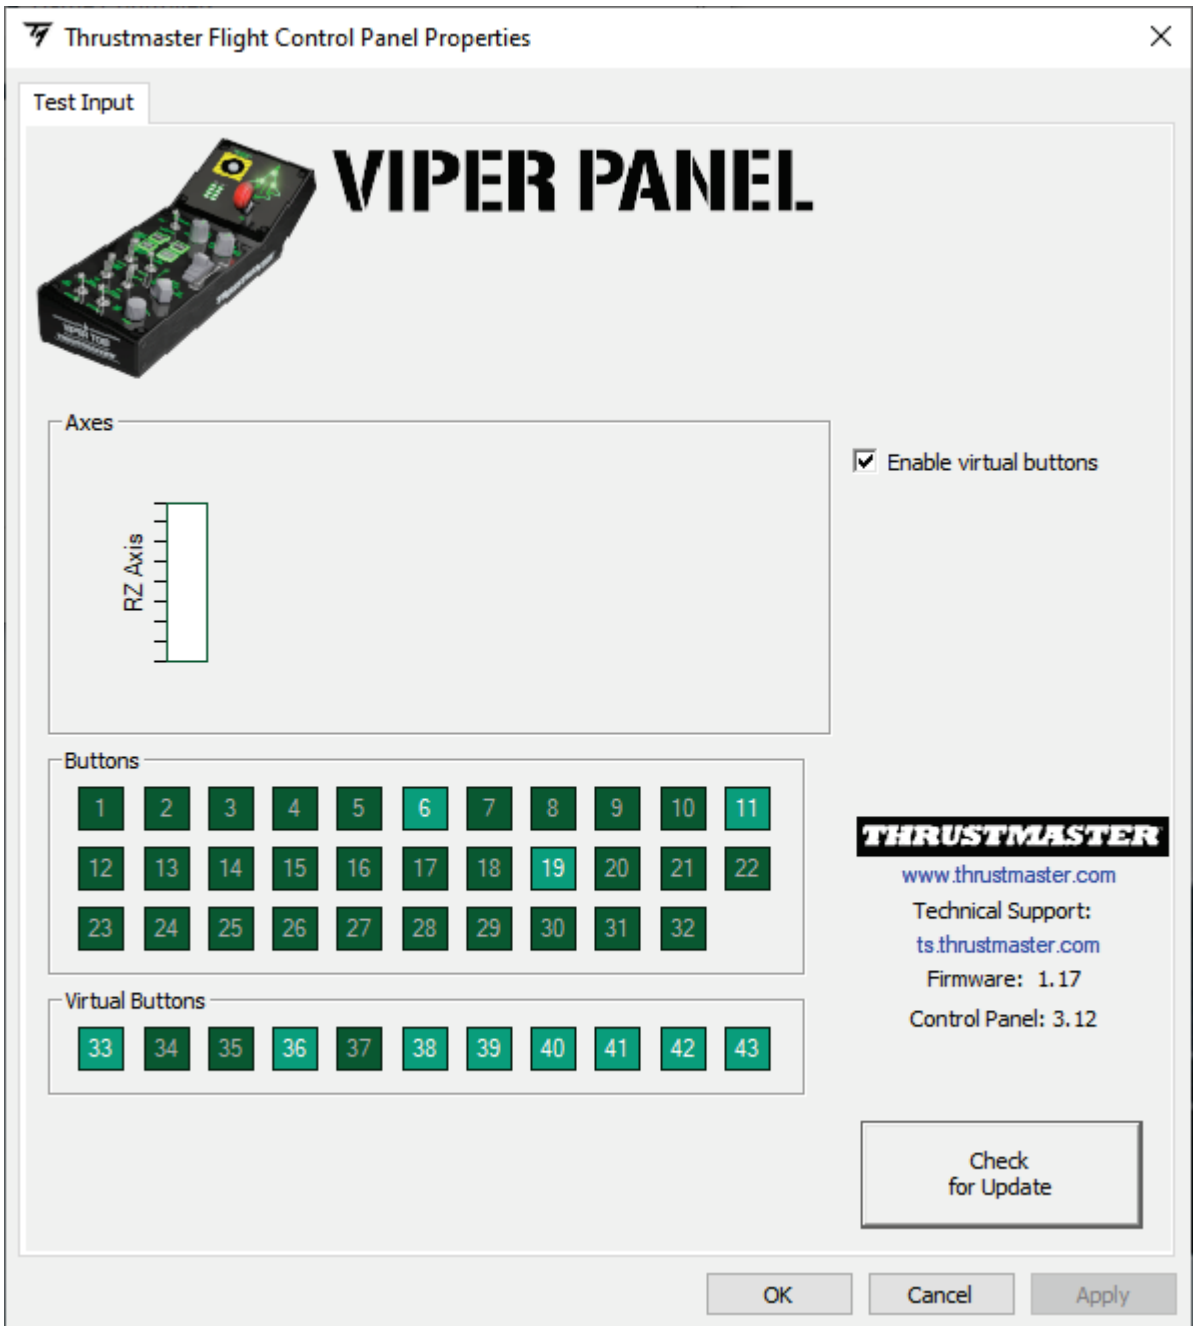 Thrustmaster Flight Control Panel Properties
Test Input
VIPER PANEL
THRUSTMASTER
VIPER TQS
THRUSTMASTER
Axes
RZ Axis
Enable virtual buttons
Buttons
1 2 3 4 5 6 7 8 9 10 11
12 13 14 15 16 17 18 19 20 21 22
23 24 25 26 27 28 29 30 31 32
Virtual Buttons
33 34 35 36 37 38 39 40 41 42 43
THRUSTMASTER
www.thrustmaster.com
Technical Support:
ts.thrustmaster.com
Firmware: 1.17
Control Panel: 3.12
Check
for Update
OK Cancel Apply